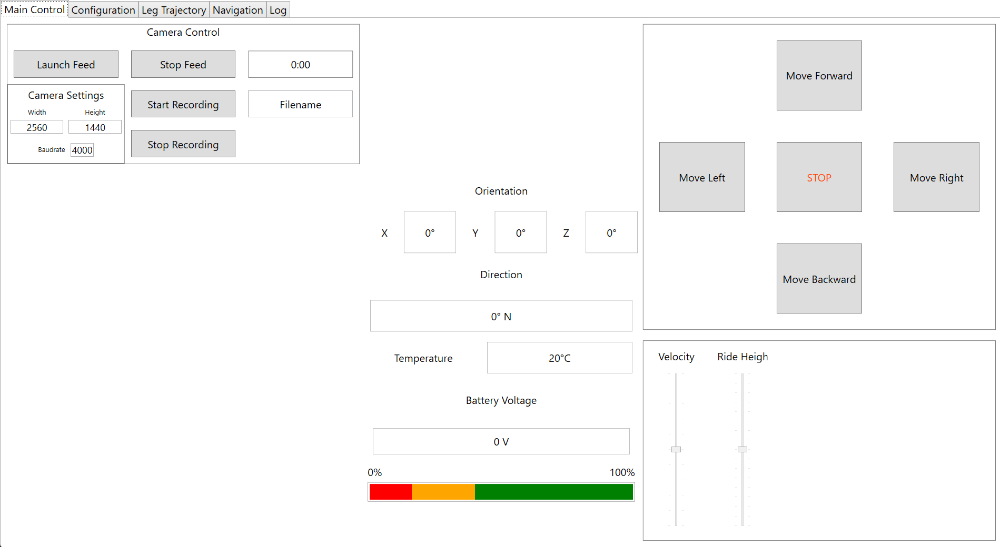 Main Control Configuration Leg Trajectory Navigation Log
Camera Control
Launch Feed Stop Feed 0:00
Camera Settings
Width Height
2560 1440
Baudrate 4000
Start Recording Filename
Stop Recording
Orientation
X 0° Y 0° Z 0°
Direction
0° N
Temperature 20°C
Battery Voltage
0 V
0% 100%
Move Forward
Move Left STOP Move Right
Move Backward
Velocity Ride Heigh